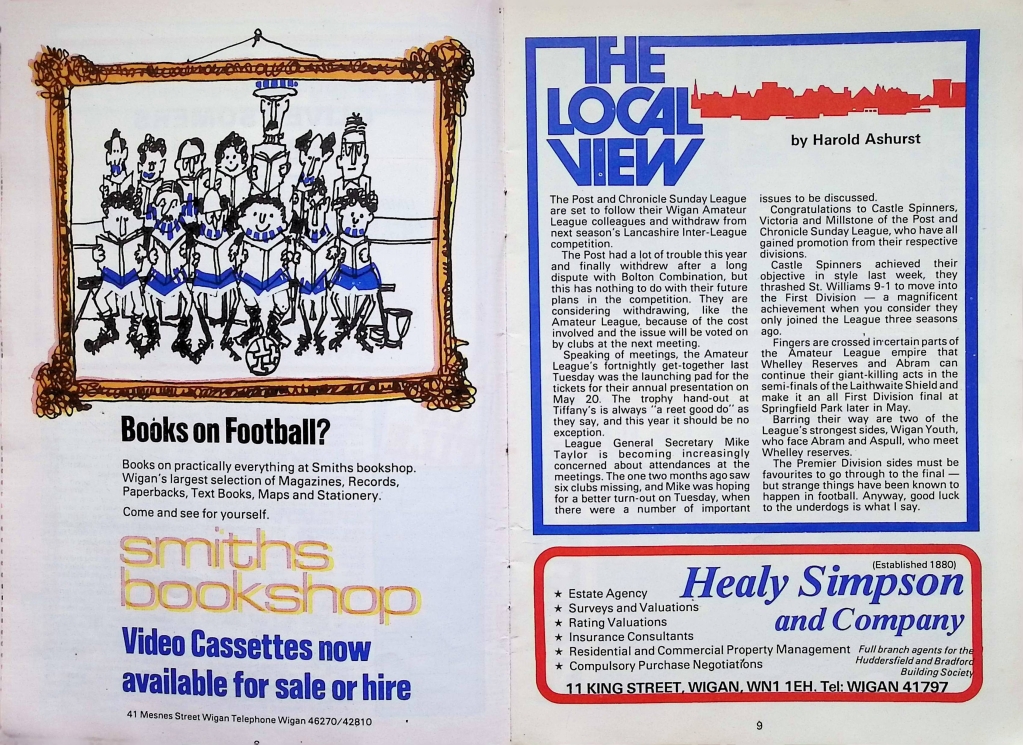 Books on Football?
Books on practically everything at Smiths bookshop.
Wigan's largest selection of Magazines, Records,
Paperbacks, Text Books, Maps and Stationery.
Come and see for yourself.
smiths
bookshop
Video Cassettes now
available for sale or hire
41 Mesnes Street Wigan Telephone Wigan 46270/42810
8
THE
LOCAL
VIEW
by Harold Ashurst
The Post and Chronicle Sunday League
are set to follow their Wigan Amateur
League colleagues and withdraw from
next season's Lancashire Inter-League
competition.
The Post had a lot of trouble this year
and finally withdrew after a long
dispute with Bolton Combination, but
this has nothing to do with their future
plans in the competition. They are
considering withdrawing, like the
Amateur League, because of the cost
involved and the issue will be voted on
by clubs at the next meeting.
Speaking of meetings, the Amateur
League's fortnightly get-together last
Tuesday was the launching pad for the
tickets for their annual presentation on
May 20. The trophy hand-out at
Tiffany's is always "a reet good do" as
they say, and this year it should be no
exception.
League General Secretary Mike
Taylor is becoming increasingly
concerned about attendances at the
meetings. The one two months ago saw
six clubs missing, and Mike was hoping
for a better turn-out on Tuesday, when
there were a number of important
issues to be discussed.
Congratulations to Castle Spinners,
Victoria and Millstone of the Post and
Chronicle Sunday League, who have all
gained promotion from their respective
divisions.
Castle Spinners achieved their
objective in style last week, they
thrashed St. Williams 9-1 to move into
the First Division — a magnificent
achievement when you consider they
only joined the League three seasons
ago.
Fingers are crossed in certain parts of
the Amateur League empire that
Whelley Reserves and Abram can
continue their giant-killing acts in the
semi-finals of the Laithwaite Shield and
make it an all First Division final at
Springfield Park later in May.
Barring their way are two of the
League's strongest sides, Wigan Youth,
who face Abram and Aspull, who meet
Whelley reserves.
The Premier Division sides must be
favourites to go through to the final —
but strange things have been known to
happen in football. Anyway, good luck
to the underdogs is what I say.
(Established 1880)
Healy Simpson
and Company
★ Estate Agency
★ Surveys and Valuations
★ Rating Valuations
★ Insurance Consultants
★ Residential and Commercial Property Management
★ Compulsory Purchase Negotiations
Full branch agents for the
Huddersfield and Bradford
Building Society
11 KING STREET, WIGAN, WN1 1EH. Tel: WIGAN 41797
9